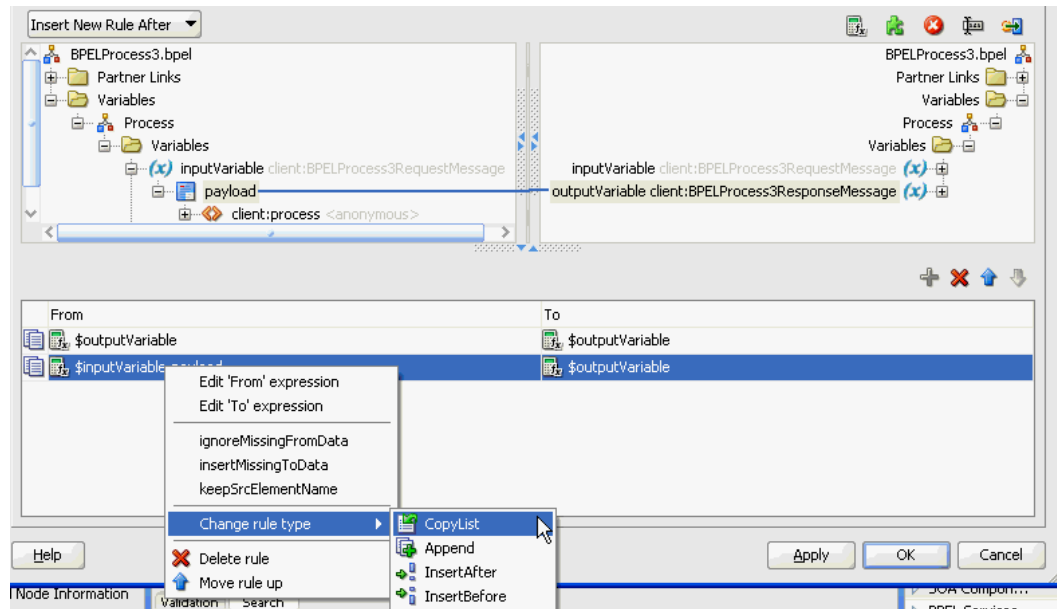 Insert New Rule After
BPELProcess3.bpel
Partner Links
Variables
Process
Variables
inputVariable client:BPELProcess3RequestMessage
payload
client:process <anonymous>
BPELProcess3.bpel
Partner Links
Variables
Process
Variables
inputVariable client:BPELProcess3RequestMessage
outputVariable client:BPELProcess3ResponseMessage
From To
$outputVariable $outputVariable
$inputVariable.payload $outputVariable
Edit 'From' expression
Edit 'To' expression
ignoreMissingFromData
insertMissingToData
keepSrcElementName
Change rule type
Delete rule
Move rule up
CopyList
Append
InsertAfter
InsertBefore
Help Apply OK Cancel
Node Information Validation Search